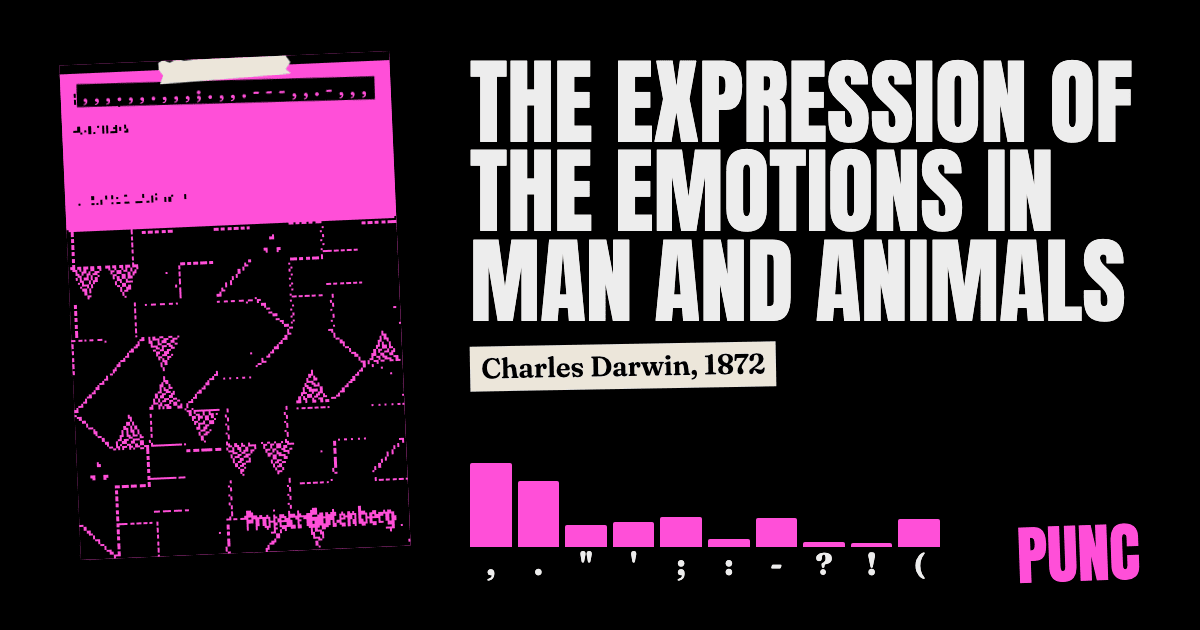 THE EXPRESSION OF
THE EMOTIONS IN
MAN AND ANIMALS
Charles Darwin, 1872
, . " ' ; : - ? ! (
PUNC
Project Gutenberg